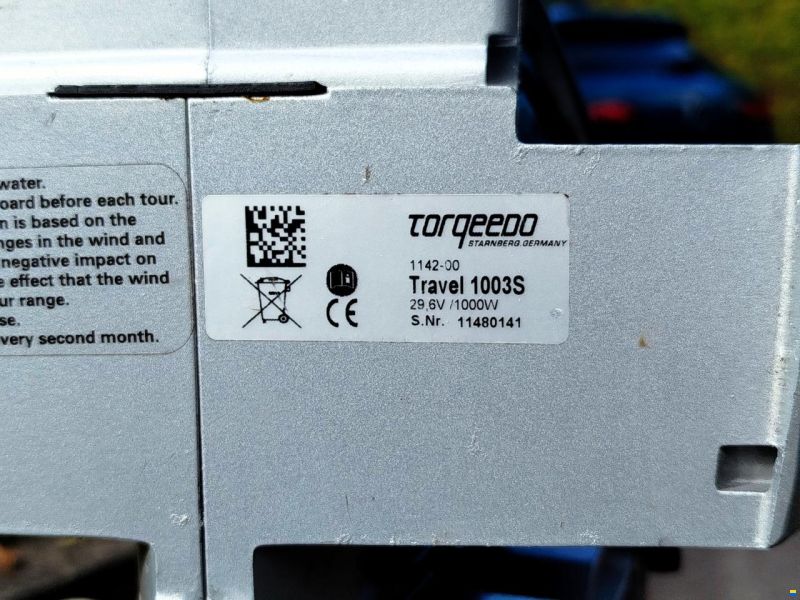 water.
oard before each tour.
n is based on the
nges in the wind and
negative impact on
e effect that the wind
ur range.
se.
very second month.
TORQEEDO
STARNBERG.GERMANY
1142-00
Travel 1003S
29,6V /1000W
S.Nr. 11480141
CE